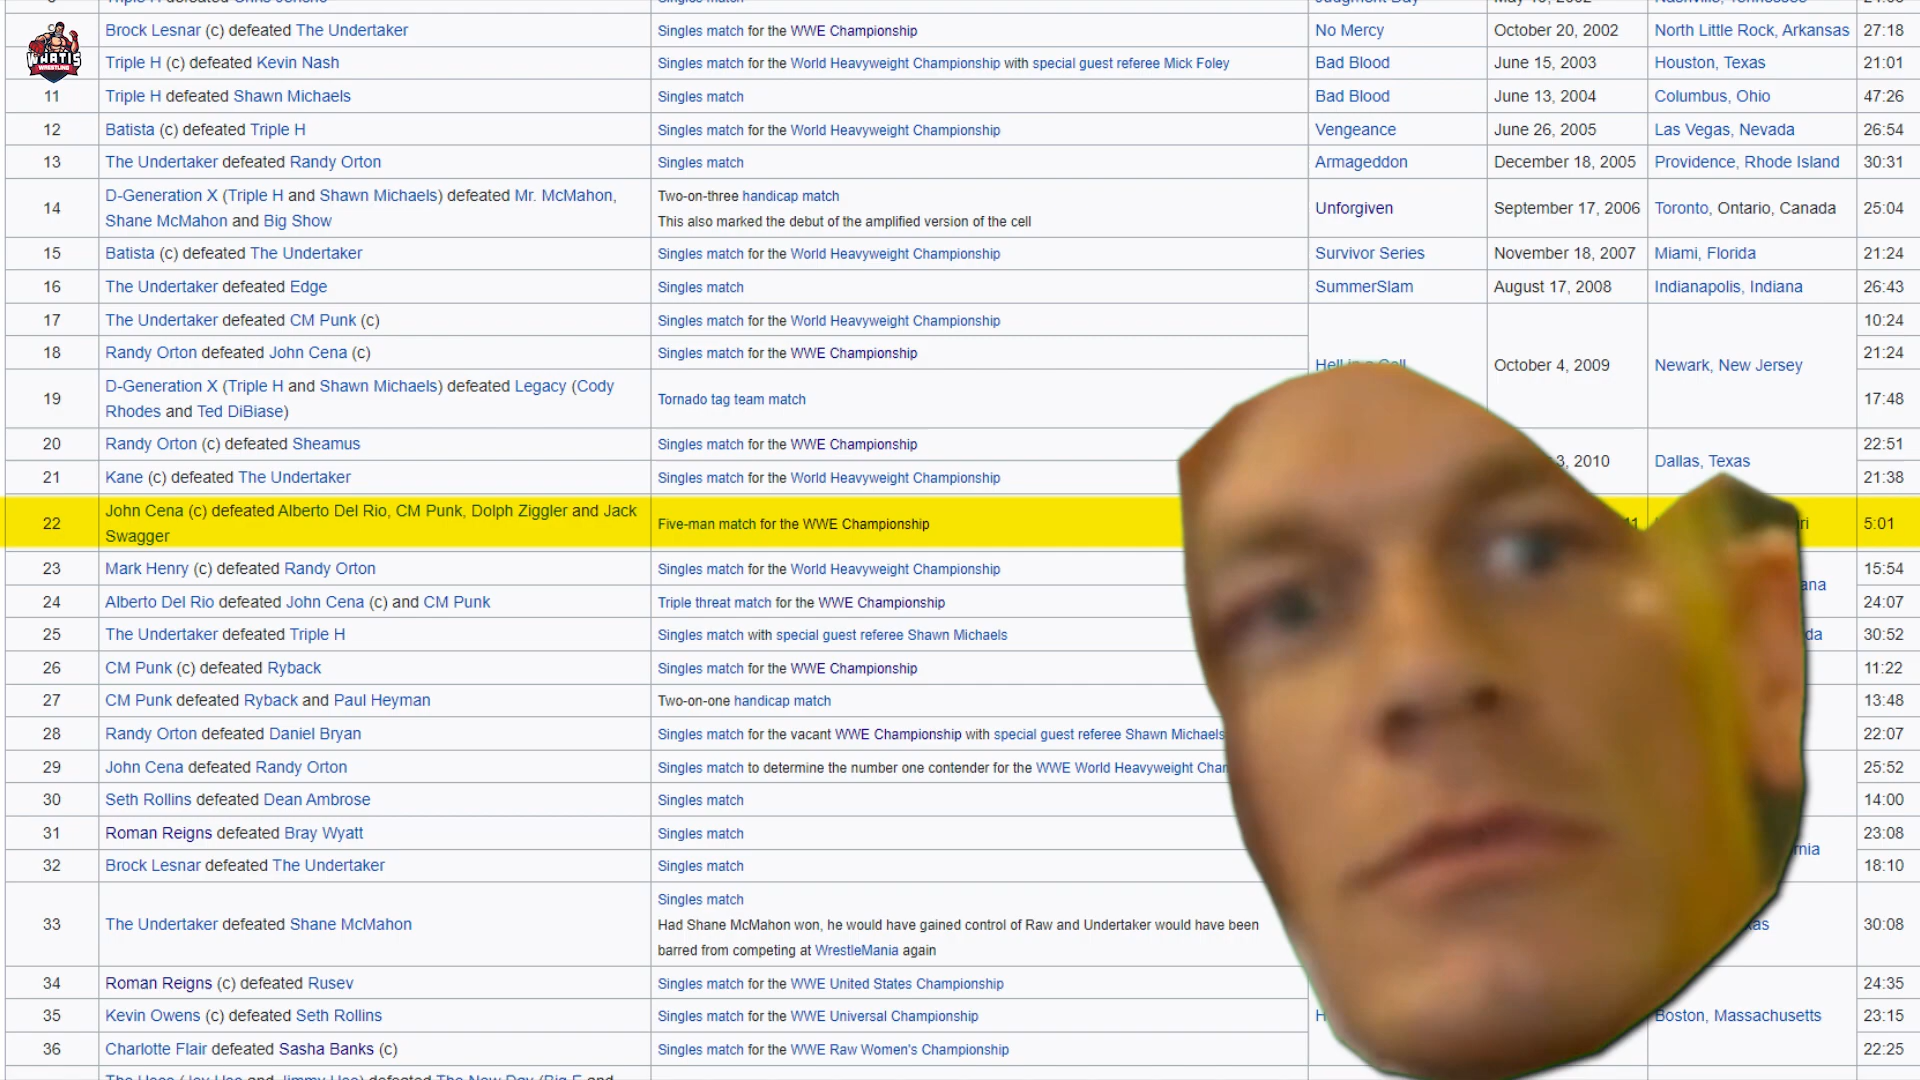 Brock Lesnar (c) defeated The Undertaker Singles match for the WWE Championship No Mercy October 20, 2002 North Little Rock, Arkansas 27:18
WHATIS
WRESTLING
Triple H (c) defeated Kevin Nash Singles match for the World Heavyweight Championship with special guest referee Mick Foley Bad Blood June 15, 2003 Houston, Texas 21:01
11 Triple H defeated Shawn Michaels Singles match Bad Blood June 13, 2004 Columbus, Ohio 47:26
12 Batista (c) defeated Triple H Singles match for the World Heavyweight Championship Vengeance June 26, 2005 Las Vegas, Nevada 26:54
13 The Undertaker defeated Randy Orton Singles match Armageddon December 18, 2005 Providence, Rhode Island 30:31
14 D-Generation X (Triple H and Shawn Michaels) defeated Mr. McMahon,
Shane McMahon and Big Show
Two-on-three handicap match
This also marked the debut of the amplified version of the cell
Unforgiven September 17, 2006 Toronto, Ontario, Canada 25:04
15 Batista (c) defeated The Undertaker Singles match for the World Heavyweight Championship Survivor Series November 18, 2007 Miami, Florida 21:24
16 The Undertaker defeated Edge Singles match SummerSlam August 17, 2008 Indianapolis, Indiana 26:43
17 The Undertaker defeated CM Punk (c) Singles match for the World Heavyweight Championship 10:24
18 Randy Orton defeated John Cena (c) Singles match for the WWE Championship 21:24
October 4, 2009 Newark, New Jersey
19 D-Generation X (Triple H and Shawn Michaels) defeated Legacy (Cody
Rhodes and Ted DiBiase)
Tornado tag team match 17:48
20 Randy Orton (c) defeated Sheamus Singles match for the WWE Championship 22:51
3, 2010 Dallas, Texas
21 Kane (c) defeated The Undertaker Singles match for the World Heavyweight Championship 21:38
22 John Cena (c) defeated Alberto Del Rio, CM Punk, Dolph Ziggler and Jack
Swagger
Five-man match for the WWE Championship 5:01
23 Mark Henry (c) defeated Randy Orton Singles match for the World Heavyweight Championship 15:54
24 Alberto Del Rio defeated John Cena (c) and CM Punk Triple threat match for the WWE Championship 24:07
25 The Undertaker defeated Triple H Singles match with special guest referee Shawn Michaels 30:52
26 CM Punk (c) defeated Ryback Singles match for the WWE Championship 11:22
27 CM Punk defeated Ryback and Paul Heyman Two-on-one handicap match 13:48
28 Randy Orton defeated Daniel Bryan Singles match for the vacant WWE Championship with special guest referee Shawn Michaels 22:07
29 John Cena defeated Randy Orton Singles match to determine the number one contender for the WWE World Heavyweight 25:52
30 Seth Rollins defeated Dean Ambrose Singles match 14:00
31 Roman Reigns defeated Bray Wyatt Singles match 23:08
32 Brock Lesnar defeated The Undertaker Singles match 18:10
33 The Undertaker defeated Shane McMahon
Singles match
Had Shane McMahon won, he would have gained control of Raw and Undertaker would have been
barred from competing at WrestleMania again
30:08
34 Roman Reigns (c) defeated Rusev Singles match for the WWE United States Championship 24:35
35 Kevin Owens (c) defeated Seth Rollins Singles match for the WWE Universal Championship Boston, Massachusetts 23:15
36 Charlotte Flair defeated Sasha Banks (c) Singles match for the WWE Raw Women's Championship 22:25